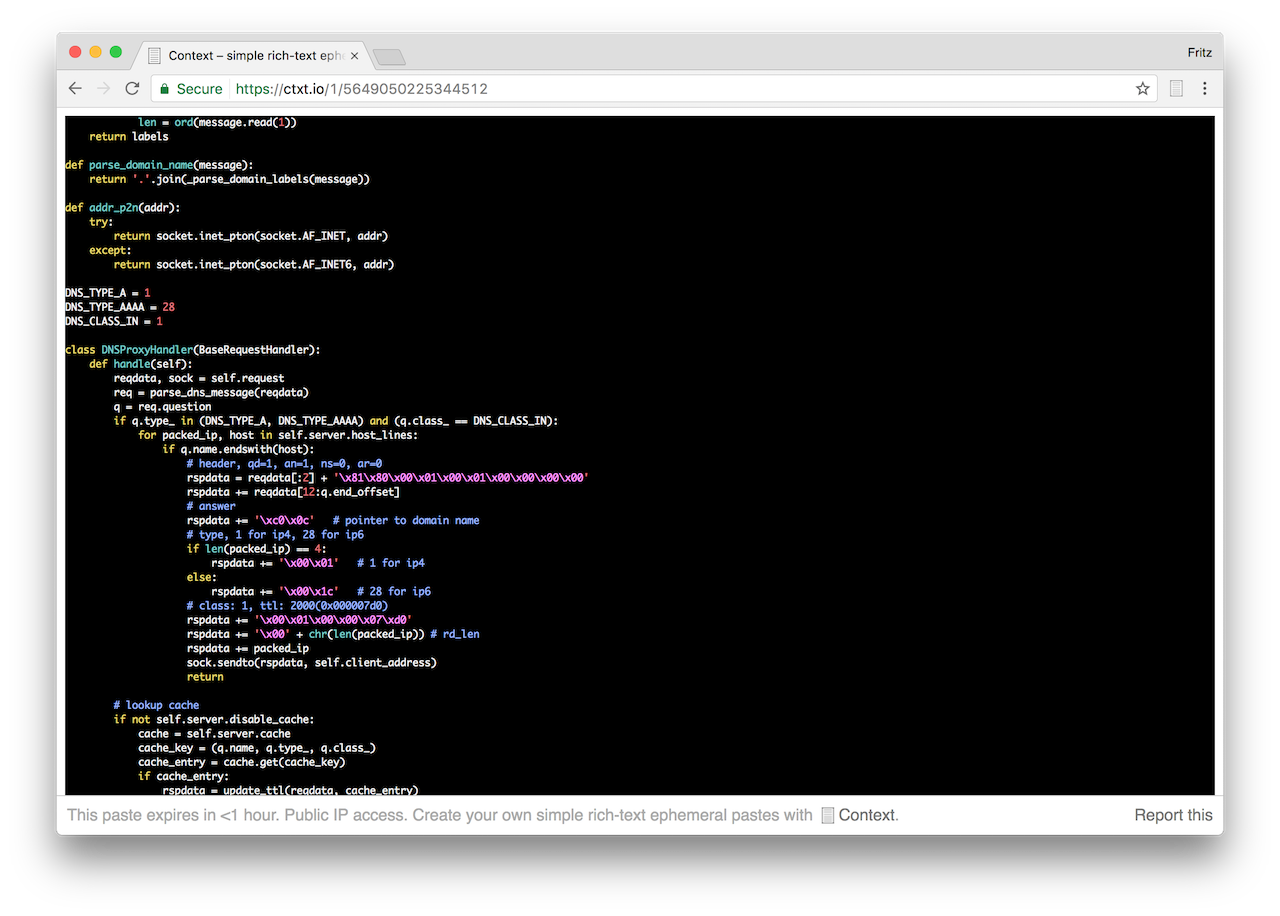 Context – simple rich-text eph
Fritz
Secure https://ctxt.io/1/5649050225344512
            len = ord(message.read(1))
    return labels

def parse_domain_name(message):
    return '.'.join(_parse_domain_labels(message))

def addr_p2n(addr):
    try:
        return socket.inet_pton(socket.AF_INET, addr)
    except:
        return socket.inet_pton(socket.AF_INET6, addr)

DNS_TYPE_A = 1
DNS_TYPE_AAAA = 28
DNS_CLASS_IN = 1

class DNSProxyHandler(BaseRequestHandler):
    def handle(self):
        reqdata, sock = self.request
        req = parse_dns_message(reqdata)
        q = req.question
        if q.type_ in (DNS_TYPE_A, DNS_TYPE_AAAA) and (q.class_ == DNS_CLASS_IN):
            for packed_ip, host in self.server.host_lines:
                if q.name.endswith(host):
                    # header, qd=1, an=1, ns=0, ar=0
                    rspdata = reqdata[:2] + '\x81\x80\x00\x01\x00\x01\x00\x00\x00\x00'
                    rspdata += reqdata[12:q.end_offset]
                    # answer
                    rspdata += '\xc0\x0c'   # pointer to domain name
                    # type, 1 for ip4, 28 for ip6
                    if len(packed_ip) == 4:
                        rspdata += '\x00\x01'   # 1 for ip4
                    else:
                        rspdata += '\x00\x1c'   # 28 for ip6
                    # class: 1, ttl: 2000(0x000007d0)
                    rspdata += '\x00\x01\x00\x00\x07\xd0'
                    rspdata += '\x00' + chr(len(packed_ip)) # rd_len
                    rspdata += packed_ip
                    sock.sendto(rspdata, self.client_address)
                    return

        # lookup cache
        if not self.server.disable_cache:
            cache = self.server.cache
            cache_key = (q.name, q.type_, q.class_)
            cache_entry = cache.get(cache_key)
            if cache_entry:
                rspdata = update_ttl(reqdata, cache_entry)
This paste expires in <1 hour. Public IP access. Create your own simple rich-text ephemeral pastes with Context.
Report this